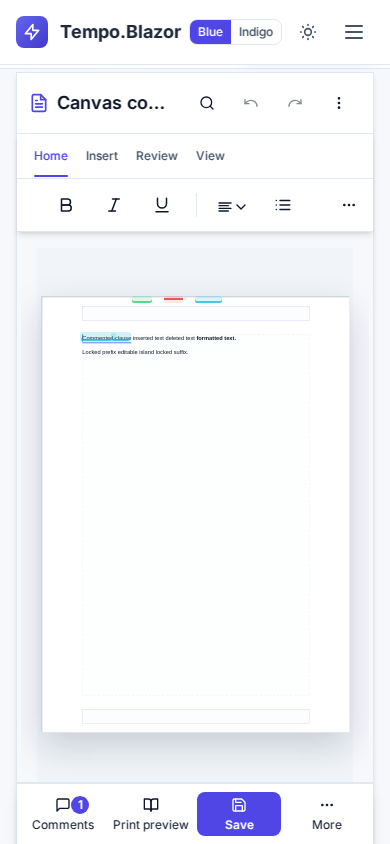 Tempo.Blazor Blue Indigo
Canvas co...
Home Insert Review View
B I U
Commented clause inserted text deleted text formatted text.
Locked prefix editable island locked suffix.
1
Comments Print preview Save More